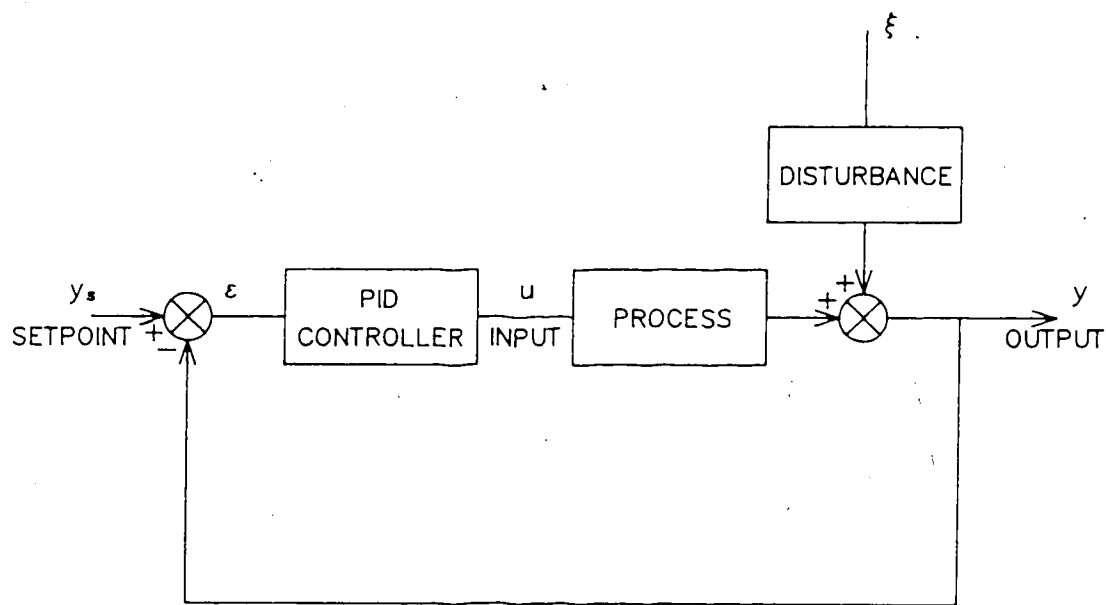 ξ
DISTURBANCE
+
y_s
ε
PID
CONTROLLER
u
PROCESS
+
y
SETPOINT
+
−
INPUT
OUTPUT